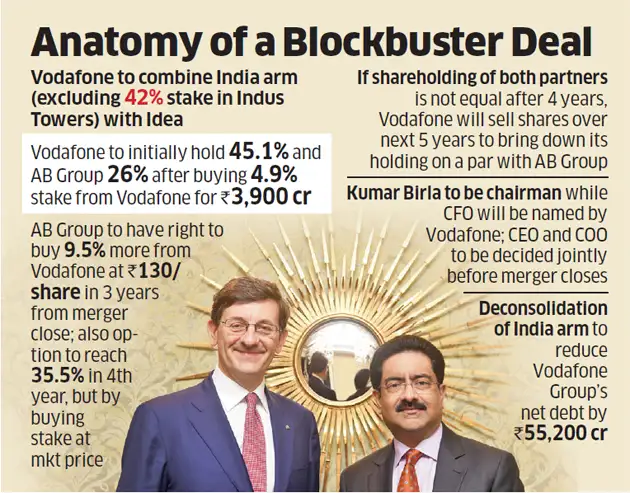 Anatomy of a Blockbuster Deal
Vodafone to combine India arm
(excluding 42% stake in Indus
Towers) with Idea
Vodafone to initially hold 45.1% and
AB Group 26% after buying 4.9%
stake from Vodafone for ₹3,900 cr
AB Group to have right to
buy 9.5% more from
Vodafone at ₹130/
share in 3 years
from merger
close; also op-
tion to reach
35.5% in 4th
year, but by
buying
stake at
mkt price
If shareholding of both partners
is not equal after 4 years,
Vodafone will sell shares over
next 5 years to bring down its
holding on a par with AB Group
Kumar Birla to be chairman while
CFO will be named by
Vodafone; CEO and COO
to be decided jointly
before merger closes
Deconsolidation
of India arm to
reduce
Vodafone
Group's
net debt by
₹55,200 cr